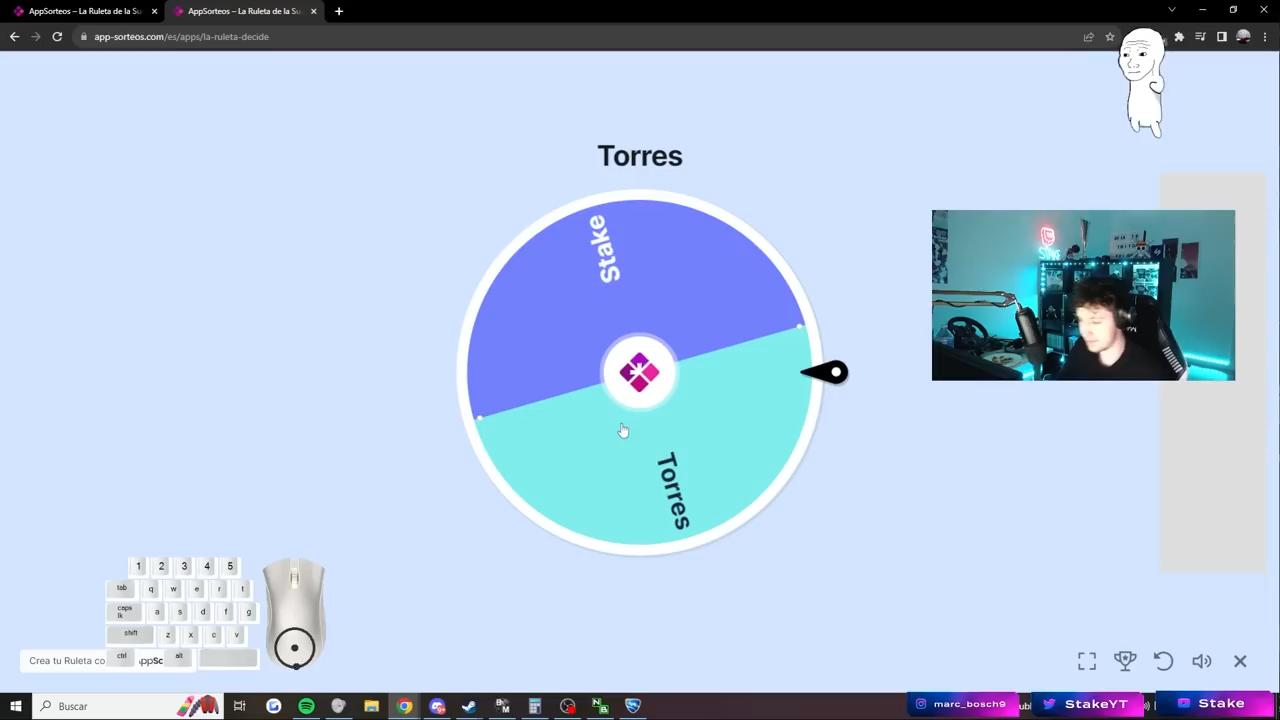 AppSorteos – La Ruleta de la Su
AppSorteos – La Ruleta de la Su
app-sorteos.com/es/apps/la-ruleta-decide
Torres
Stake
Torres
1 2 3 4 5
tab q w e r t
caps lk a s d f g
shift z x c v
ctrl alt
Crea tu Ruleta co
AppSc
Buscar
marc_bosch9
StakeYT
Stake